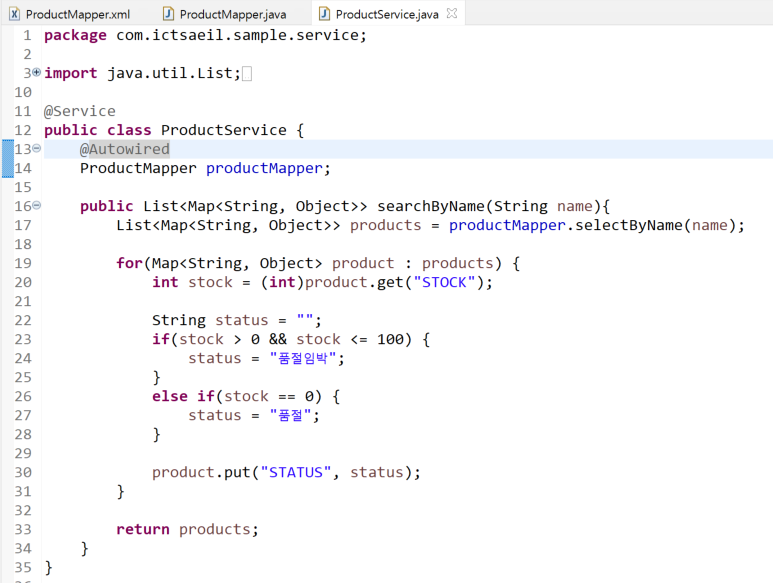 ProductMapper.xml ProductMapper.java ProductService.java
1 package com.ictsaeil.sample.service;
2
3 import java.util.List;
10
11 @Service
12 public class ProductService {
13 @Autowired
14 ProductMapper productMapper;
15
16 public List<Map<String, Object>> searchByName(String name){
17 List<Map<String, Object>> products = productMapper.selectByName(name);
18
19 for(Map<String, Object> product : products) {
20 int stock = (int)product.get("STOCK");
21
22 String status = "";
23 if(stock > 0 && stock <= 100) {
24 status = "품절임박";
25 }
26 else if(stock == 0) {
27 status = "품절";
28 }
29
30 product.put("STATUS", status);
31 }
32
33 return products;
34 }
35 }